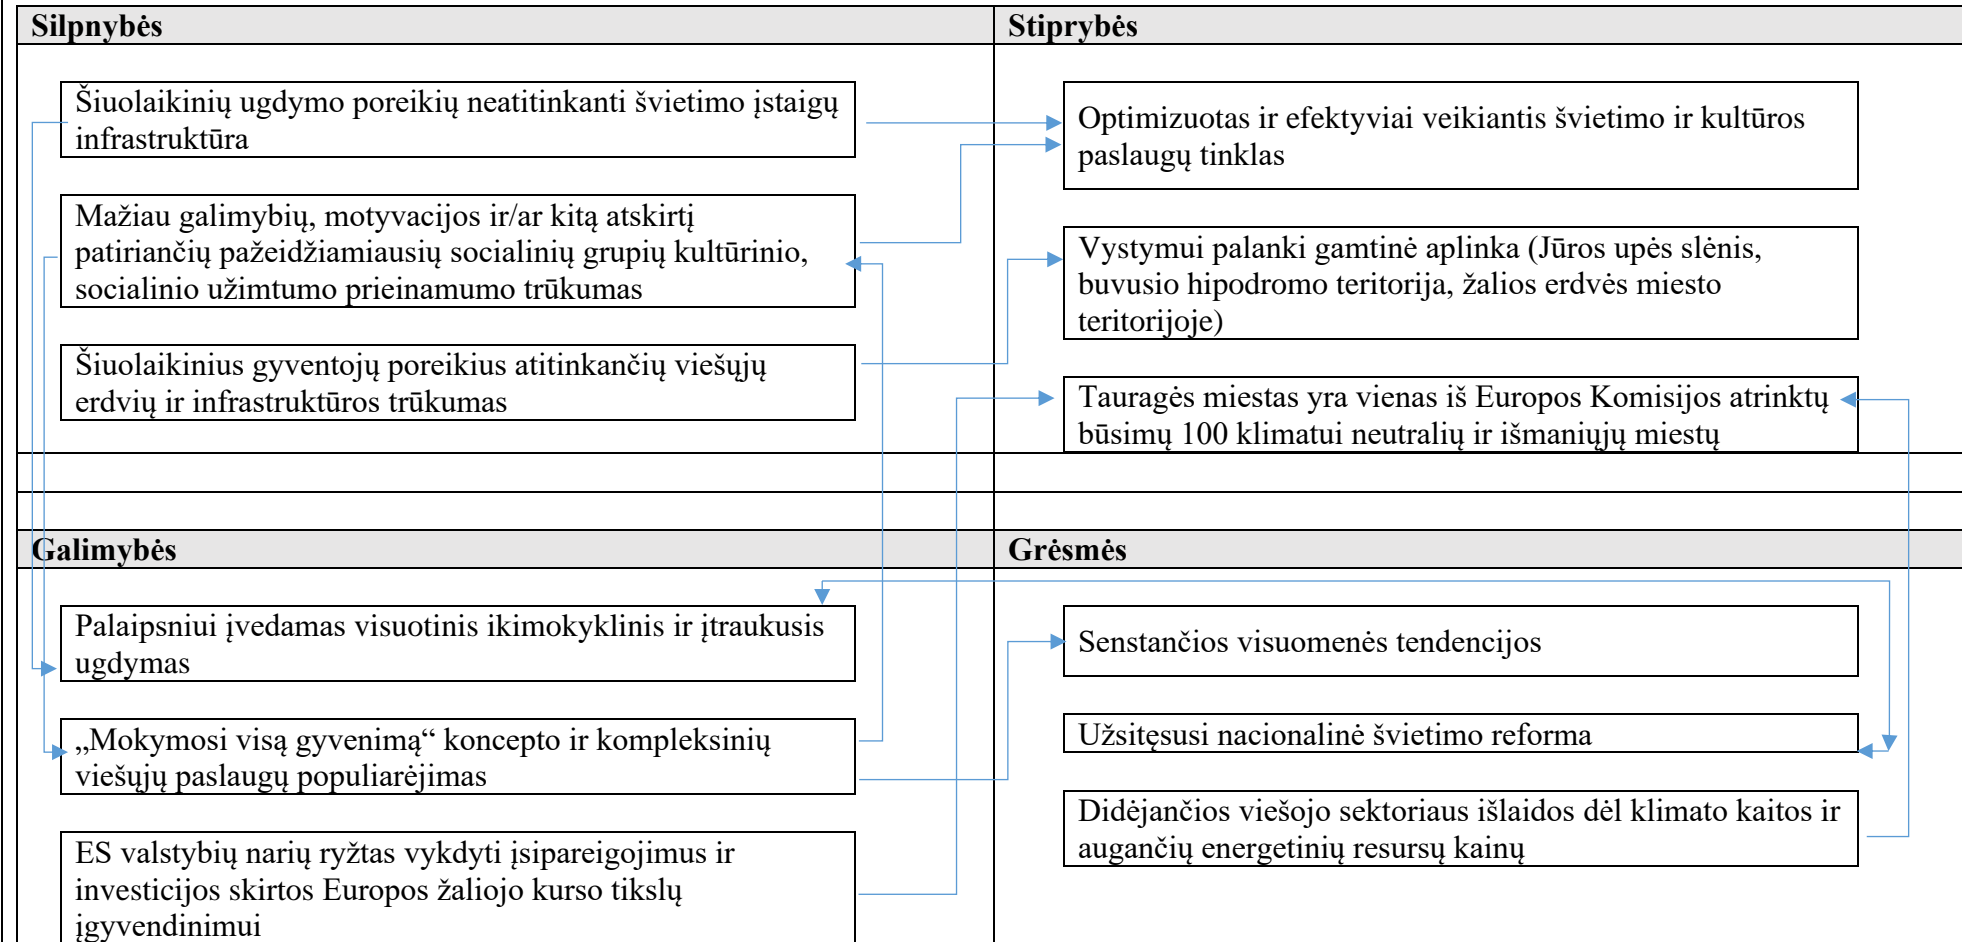 Silpnybės
Stiprybės
Šiuolaikinių ugdymo poreikių neatitinkanti švietimo įstaigų
infrastruktūra
Mažiau galimybių, motyvacijos ir/ar kitą atskirtį
patiriančių pažeidžiamiausių socialinių grupių kultūrinio,
socialinio užimtumo prieinamumo trūkumas
Šiuolaikinius gyventojų poreikius atitinkančių viešųjų
erdvių ir infrastruktūros trūkumas
Optimizuotas ir efektyviai veikiantis švietimo ir kultūros
paslaugų tinklas
Vystymui palanki gamtinė aplinka (Jūros upės slėnis,
buvusio hipodromo teritorija, žalios erdvės miesto
teritorijoje)
Tauragės miestas yra vienas iš Europos Komisijos atrinktų
būsimų 100 klimatui neutralių ir išmaniųjų miestų
Galimybės
Grėsmės
Palaipsniui įvedamas visuotinis ikimokyklinis ir įtraukusis
ugdymas
„Mokymosi visą gyvenimą“ koncepto ir kompleksinių
viešųjų paslaugų populiarėjimas
ES valstybių narių ryžtas vykdyti įsipareigojimus ir
investicijos skirtos Europos žaliojo kurso tikslų
įgyvendinimui
Senstančios visuomenės tendencijos
Užsitęsusi nacionalinė švietimo reforma
Didėjančios viešojo sektoriaus išlaidos dėl klimato kaitos ir
augančių energetinių resursų kainų